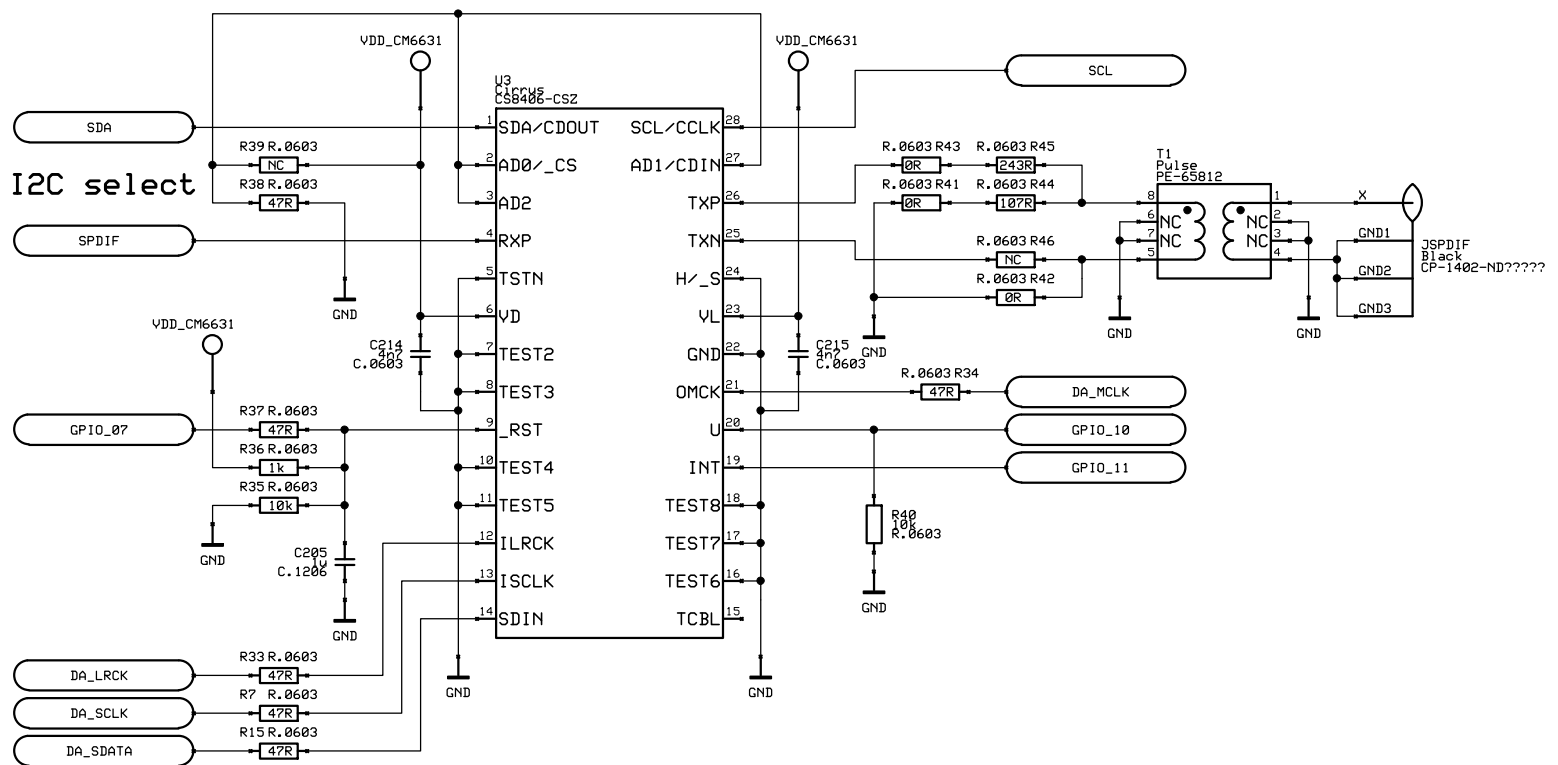 VDD_CM6631
VDD_CM6631
SCL
U3
Cirrus
CS8406-CSZ
SDA
1 SDA/CDOUT
SCL/CCLK 28
R39 R.0603
NC
2 AD0/_CS
AD1/CDIN 27
I2C select
R38 R.0603
47R
3 AD2
TXP 26
R.0603 R43
0R
R.0603 R45
243R
R.0603 R41
0R
R.0603 R44
107R
T1
Pulse
PE-65812
8
6 NC
7 NC
5
1
NC 2
NC 3
4
X
GND1
GND2
GND3
JSPDIF
Black
CP-1402-ND?????
SPDIF
4 RXP
TXN 25
R.0603 R46
NC
5 TSTN
H/_S 24
R.0603 R42
0R
GND
GND
GND
GND
6 VD
VL 23
VDD_CM6631
C214
4n7
C.0603
7 TEST2
GND 22
C215
4n7
C.0603
8 TEST3
OMCK 21
R.0603 R34
47R
DA_MCLK
GPIO_07
R37 R.0603
47R
9 _RST
U 20
GPIO_10
R36 R.0603
1k
10 TEST4
INT 19
GPIO_11
R35 R.0603
10k
11 TEST5
TEST8 18
R40
10k
R.0603
GND
12 ILRCK
TEST7 17
C205
1u
C.1206
13 ISCLK
TEST6 16
GND
14 SDIN
TCBL 15
GND
DA_LRCK
R33 R.0603
47R
GND
GND
DA_SCLK
R7 R.0603
47R
DA_SDATA
R15 R.0603
47R